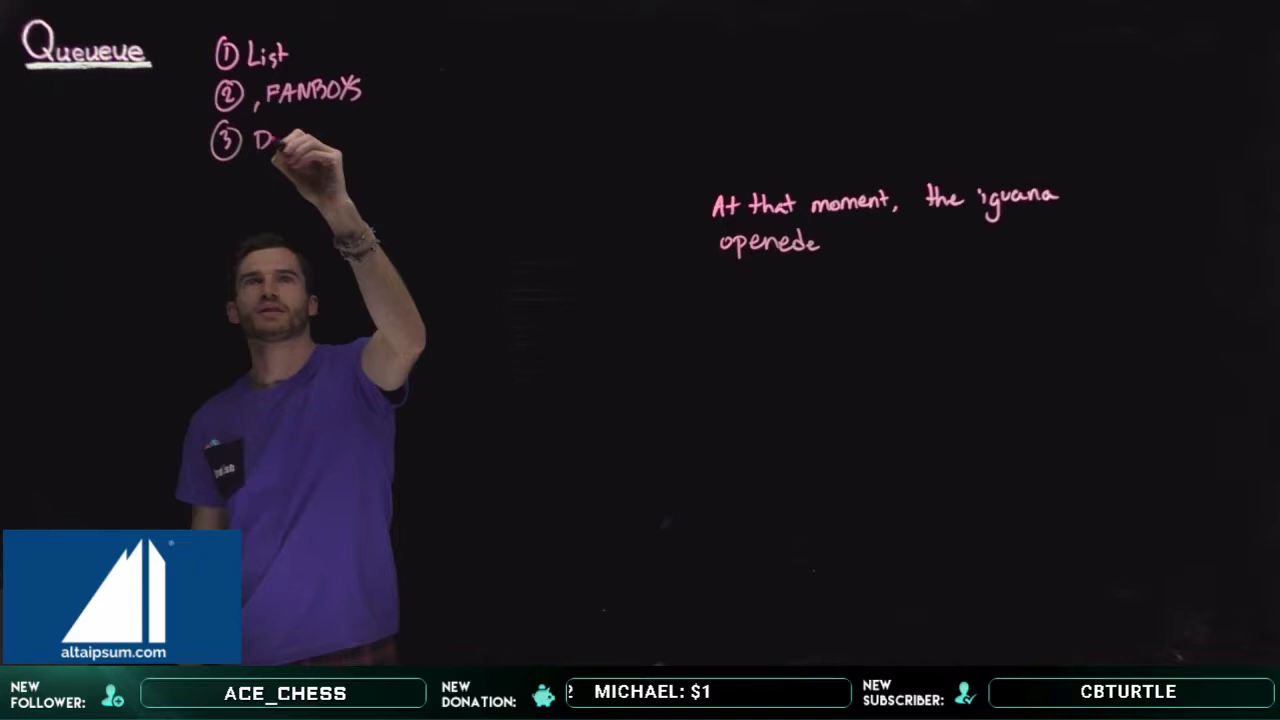 Queueue
① List
② , FANBOYS
③ D
At that moment, the iguana
openede
®
altaipsum.com
NEW FOLLOWER: ACE_CHESS
NEW DONATION: MICHAEL: $1
NEW SUBSCRIBER: CBTURTLE